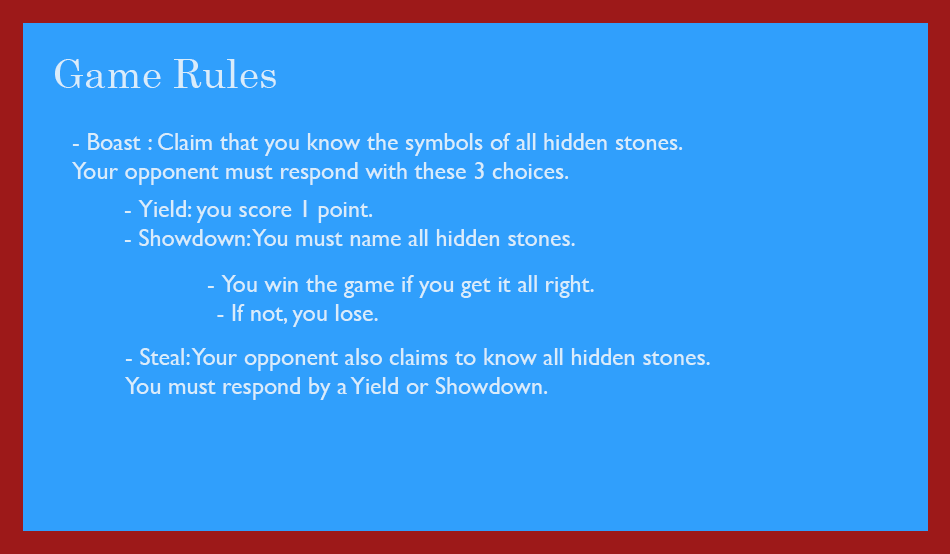 Game Rules
- Boast : Claim that you know the symbols of all hidden stones.
Your opponent must respond with these 3 choices.
- Yield: you score 1 point.
- Showdown: You must name all hidden stones.
- You win the game if you get it all right.
- If not, you lose.
- Steal: Your opponent also claims to know all hidden stones.
You must respond by a Yield or Showdown.